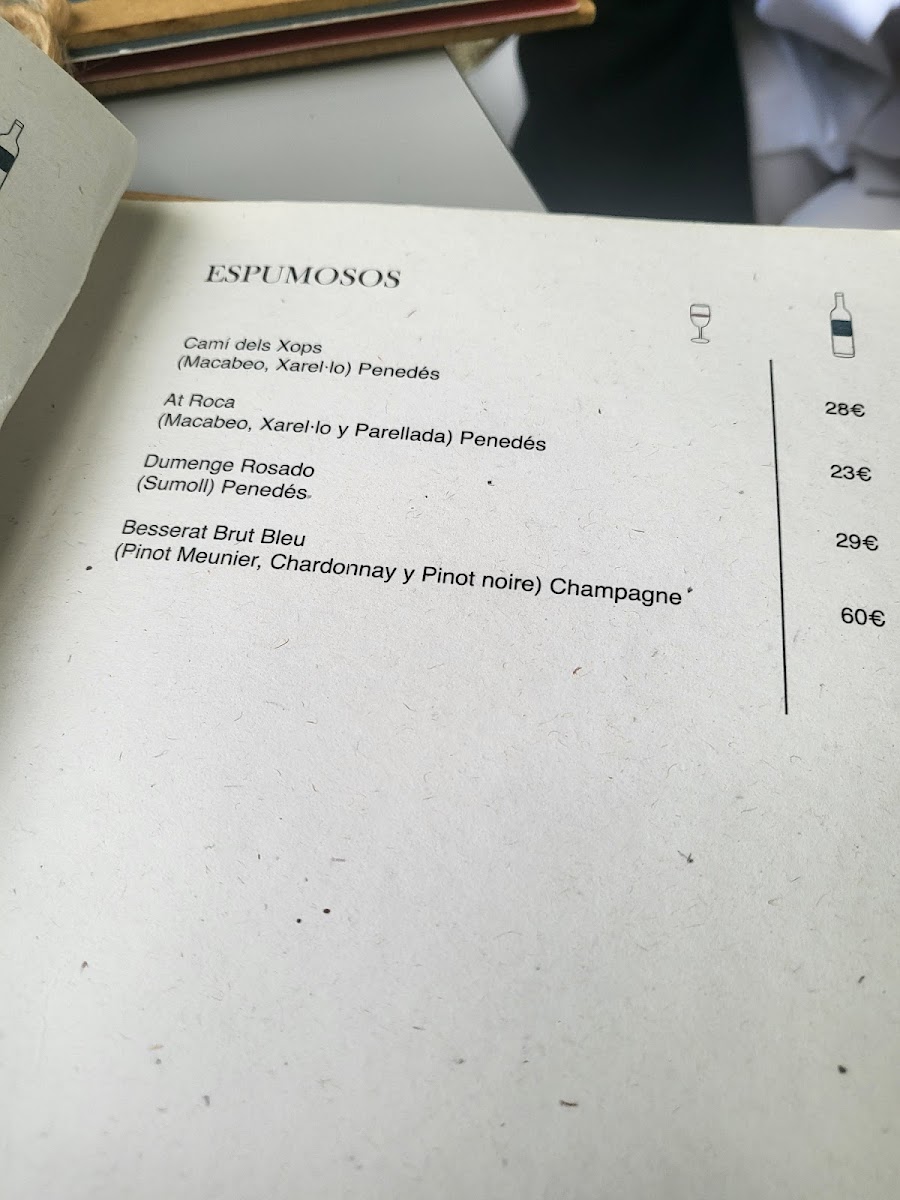 ESPUMOSOS
Camí dels Xops
(Macabeo, Xarel·lo) Penedés
28€
At Roca
(Macabeo, Xarel·lo y Parellada) Penedés
23€
Dumenge Rosado
(Sumoll) Penedés
29€
Besserat Brut Bleu
(Pinot Meunier, Chardonnay y Pinot noire) Champagne
60€